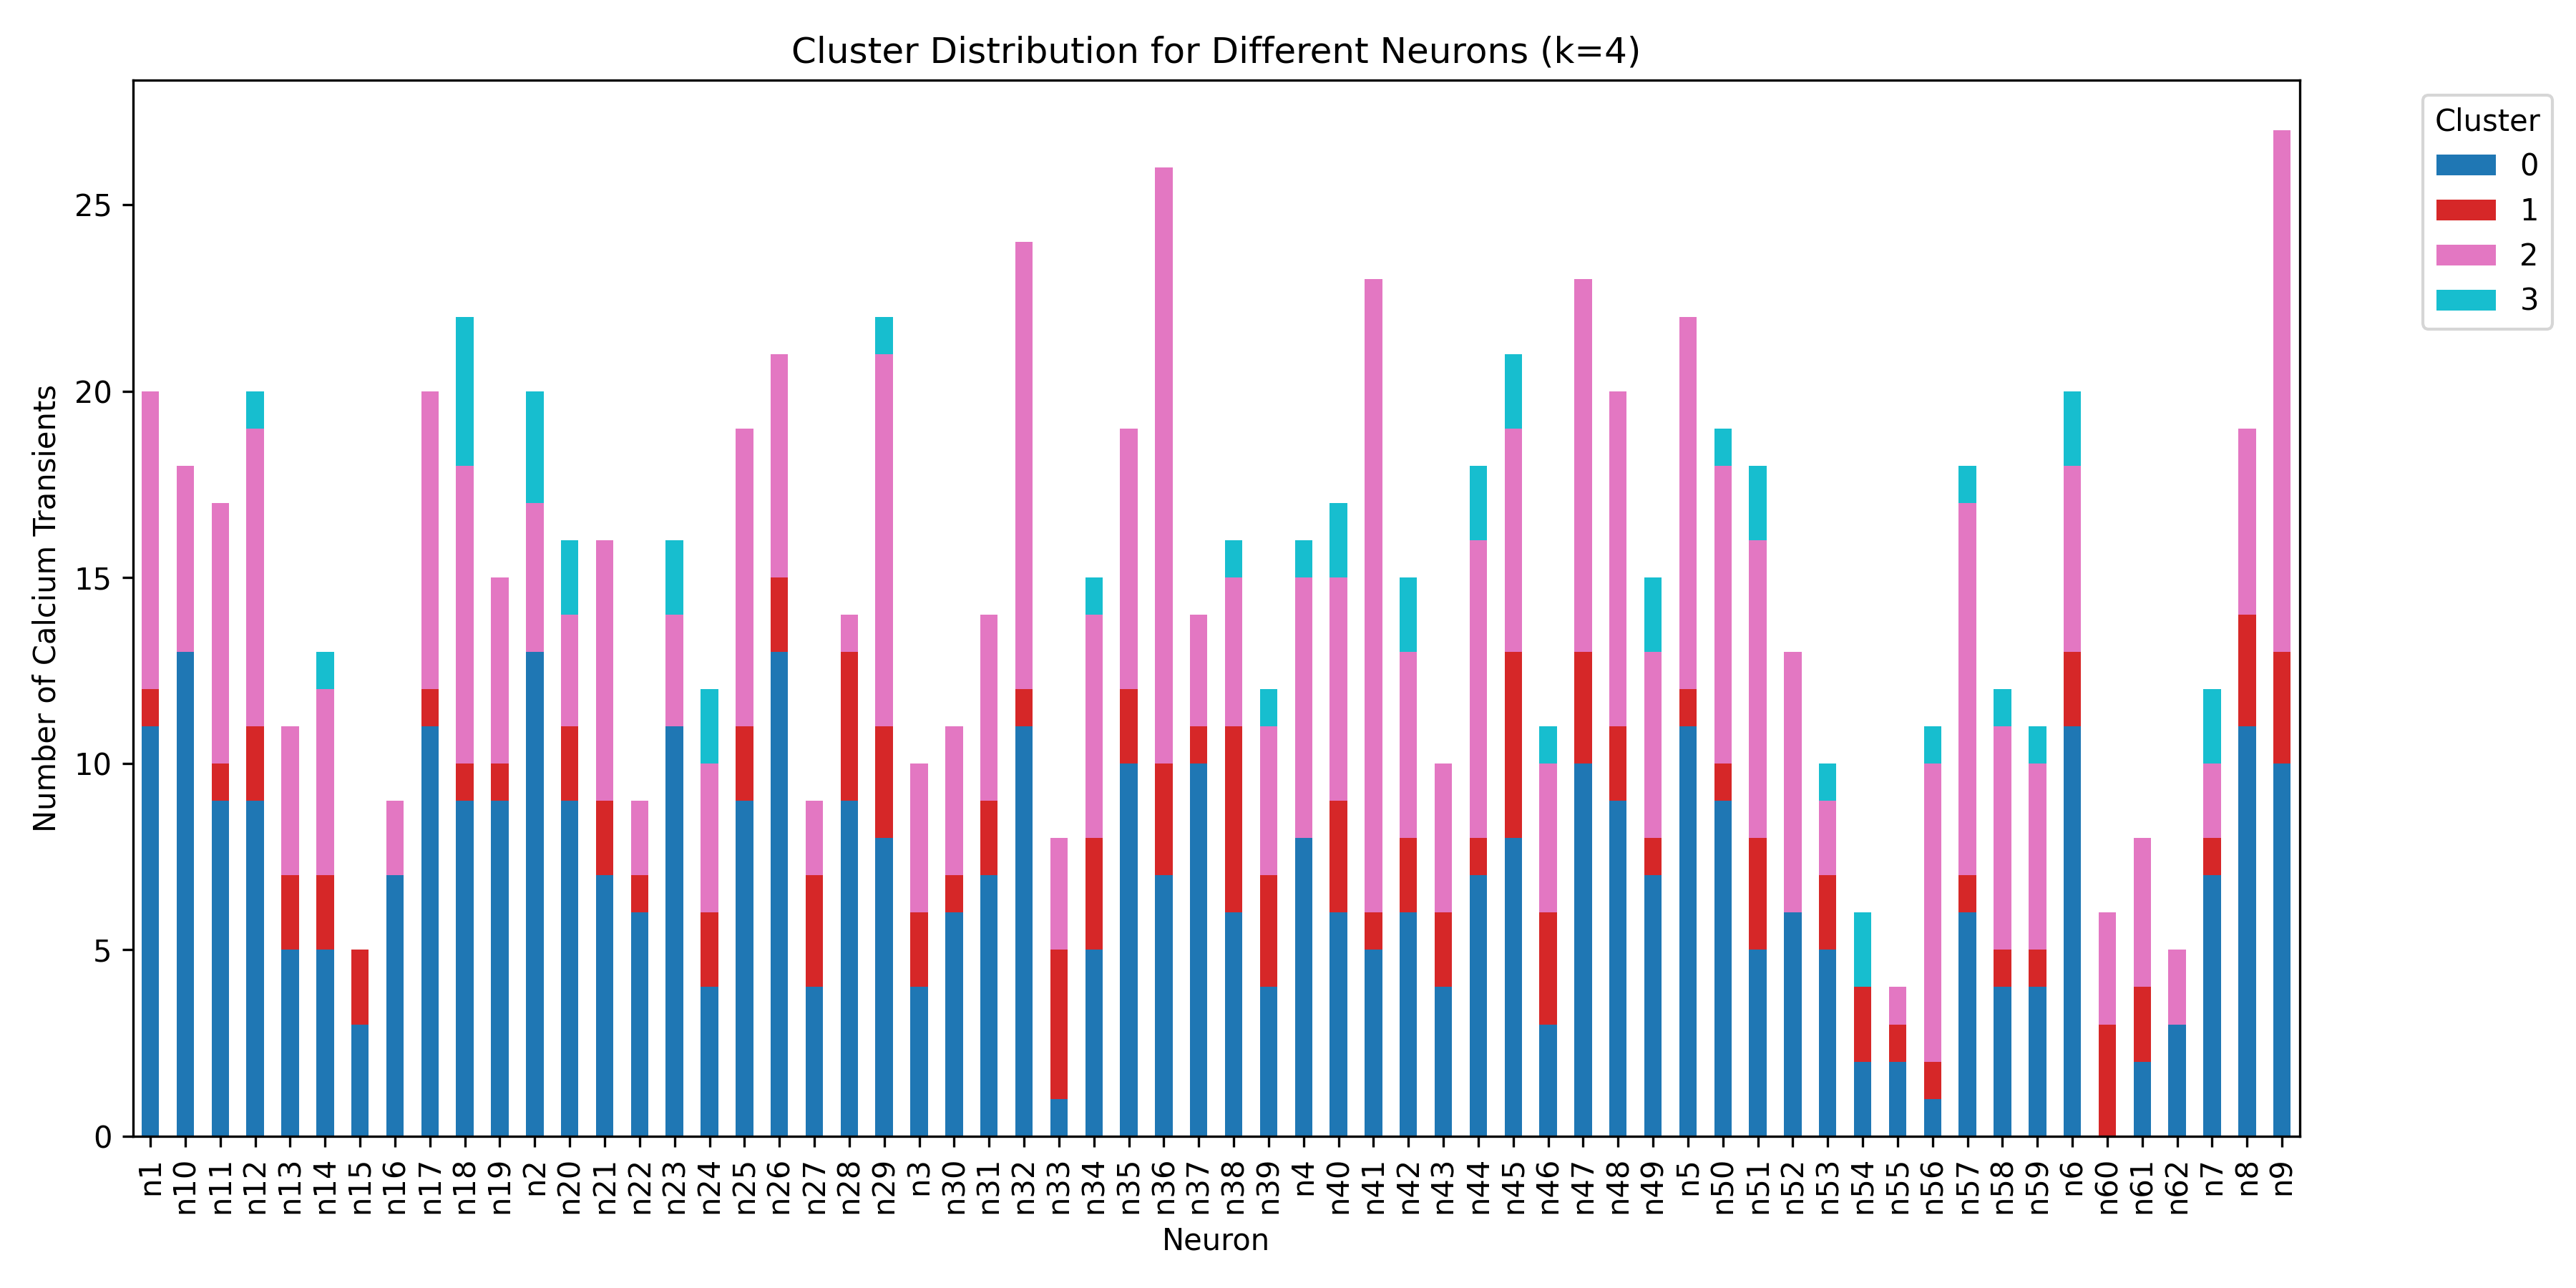 Cluster Distribution for Different Neurons (k=4)
Number of Calcium Transients
25
20
15
10
5
0
n1 n10 n11 n12 n13 n14 n15 n16 n17 n18 n19 n2 n20 n21 n22 n23 n24 n25 n26 n27 n28 n29 n3 n30 n31 n32 n33 n34 n35 n36 n37 n38 n39 n4 n40 n41 n42 n43 n44 n45 n46 n47 n48 n49 n5 n50 n51 n52 n53 n54 n55 n56 n57 n58 n59 n6 n60 n61 n62 n7 n8 n9
Neuron
Cluster
0
1
2
3